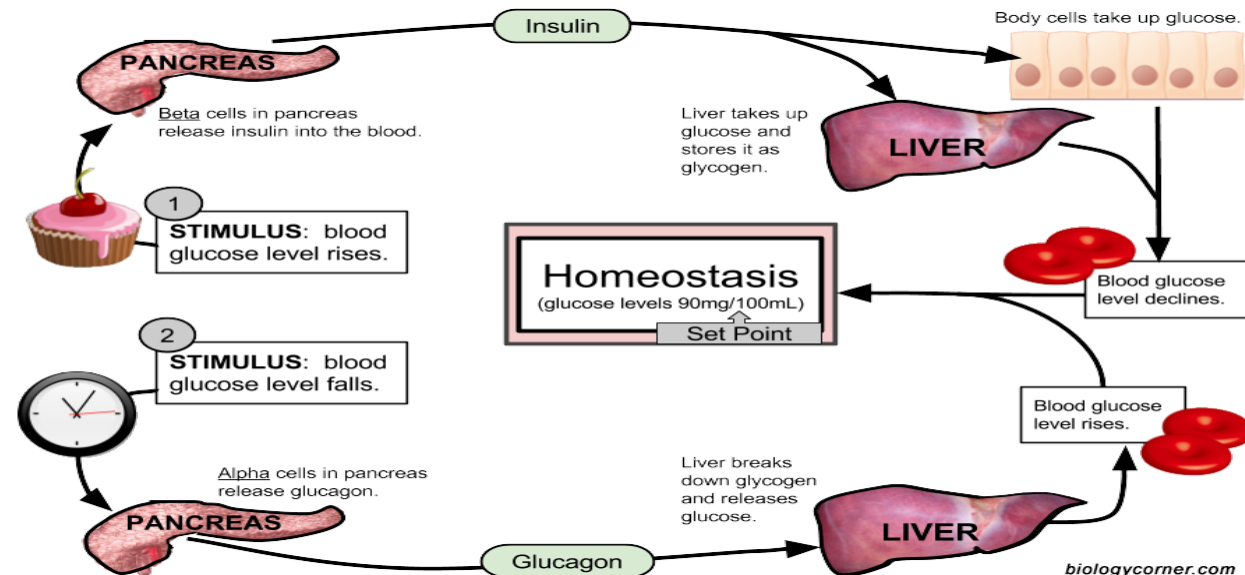 Insulin
Body cells take up glucose.
PANCREAS
Beta cells in pancreas
release insulin into the blood.
Liver takes up
glucose and
stores it as
glycogen.
LIVER
1
STIMULUS: blood
glucose level rises.
Homeostasis
(glucose levels 90mg/100mL)
Set Point
Blood glucose
level declines.
2
STIMULUS: blood
glucose level falls.
Blood glucose
level rises.
Alpha cells in pancreas
release glucagon.
PANCREAS
Liver breaks
down glycogen
and releases
glucose.
LIVER
Glucagon
biologycorner.com